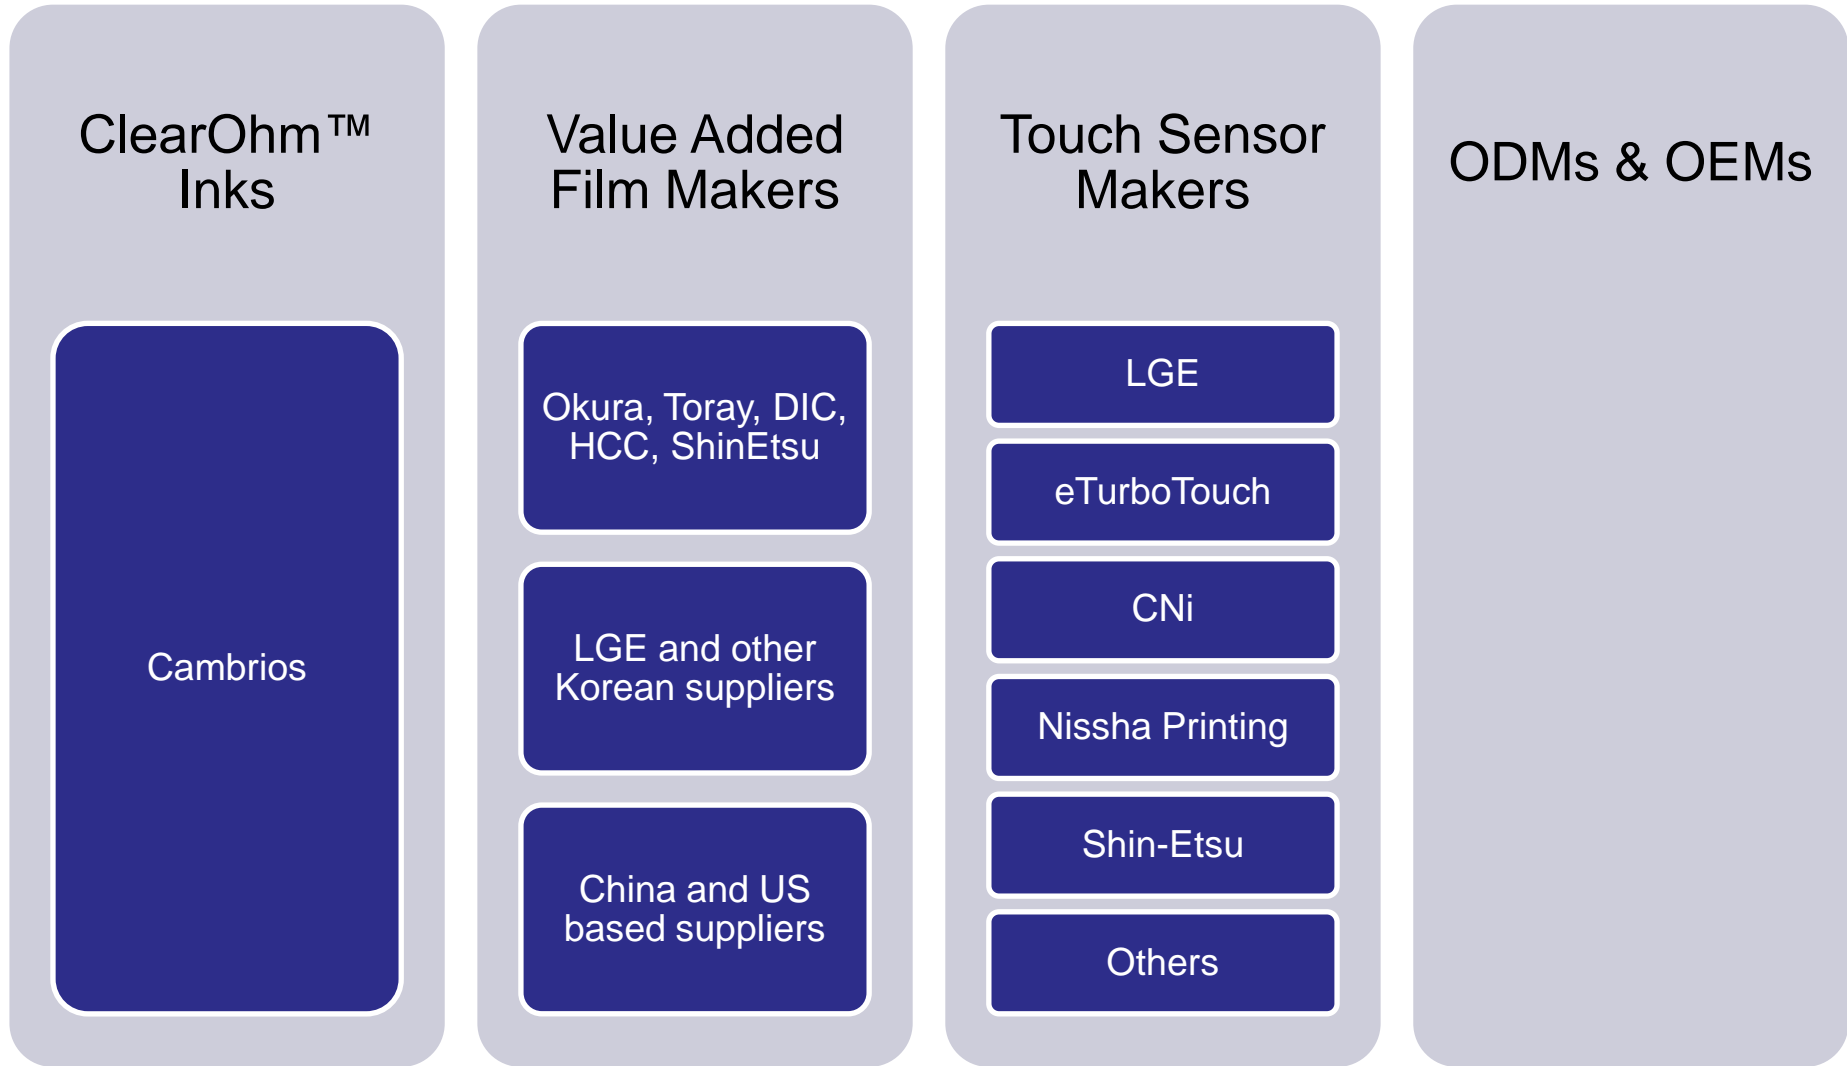 ClearOhm™
Inks
Cambrios
Value Added
Film Makers
Okura, Toray, DIC,
HCC, ShinEtsu
LGE and other
Korean suppliers
China and US
based suppliers
Touch Sensor
Makers
LGE
eTurboTouch
CNi
Nissha Printing
Shin-Etsu
Others
ODMs & OEMs